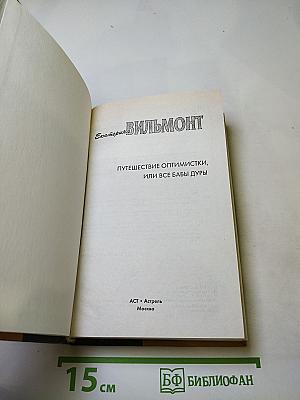 Екатерина ВИЛЬМОНТ
ПУТЕШЕСТВИЕ ОПТИМИСТКИ,
ИЛИ ВСЕ БАБЫ ДУРЫ
АСТ • Астрель
Москва
15 см
БФ БИБЛИОФАН